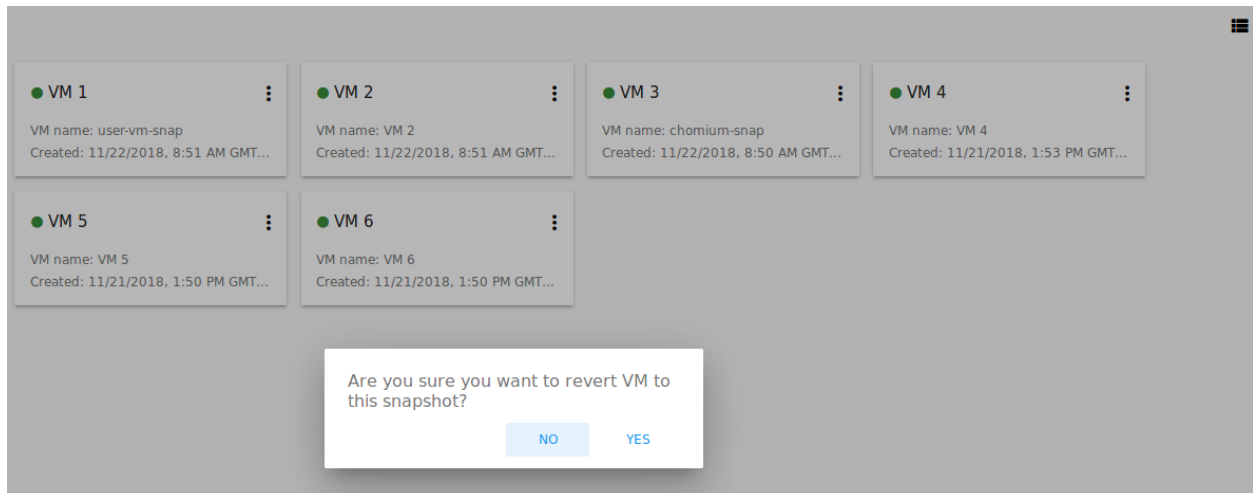 VM 1
VM name: user-vm-snap
Created: 11/22/2018, 8:51 AM GMT...
VM 2
VM name: VM 2
Created: 11/22/2018, 8:51 AM GMT...
VM 3
VM name: chomium-snap
Created: 11/22/2018, 8:50 AM GMT...
VM 4
VM name: VM 4
Created: 11/21/2018, 1:53 PM GMT...
VM 5
VM name: VM 5
Created: 11/21/2018, 1:50 PM GMT...
VM 6
VM name: VM 6
Created: 11/21/2018, 1:50 PM GMT...
Are you sure you want to revert VM to
this snapshot?
NO YES